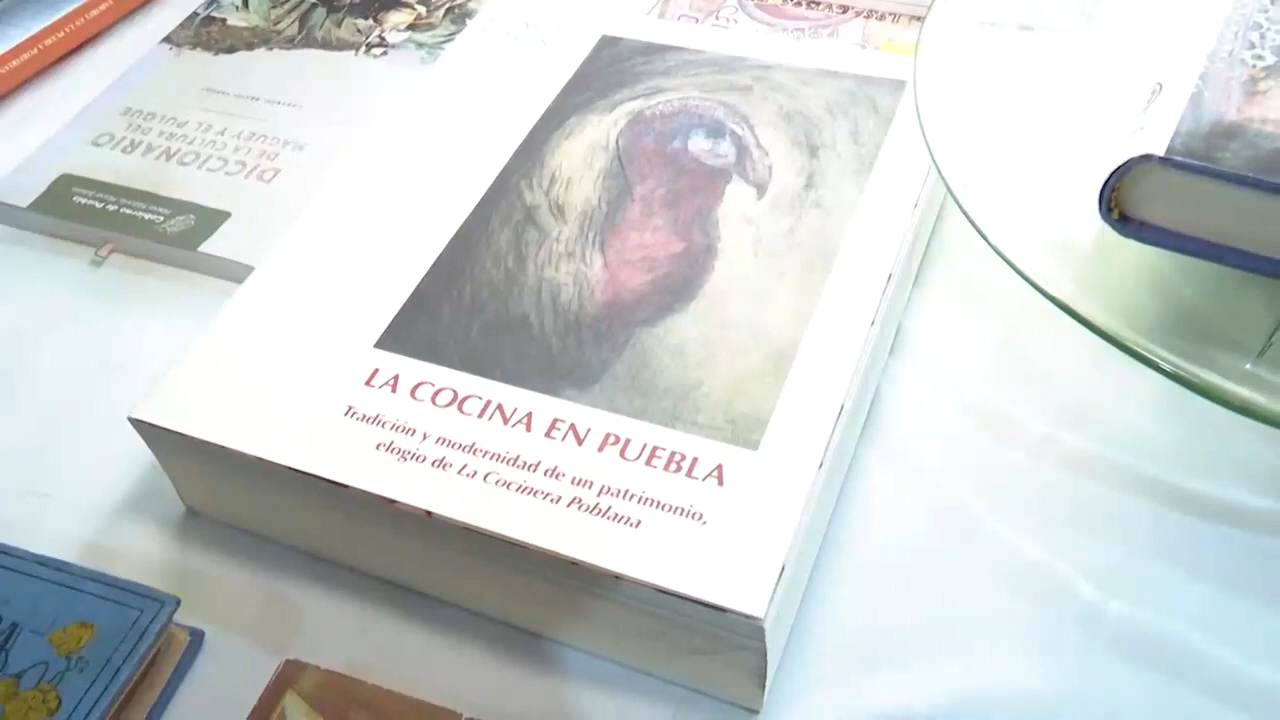 LA COCINA EN PUEBLA
Tradición y modernidad de un patrimonio,
elogio de La Cocinera Poblana
DICCIONARIO
DE LA CULTURA DEL
MAGUEY Y EL PULQUE
Gobierno de Puebla